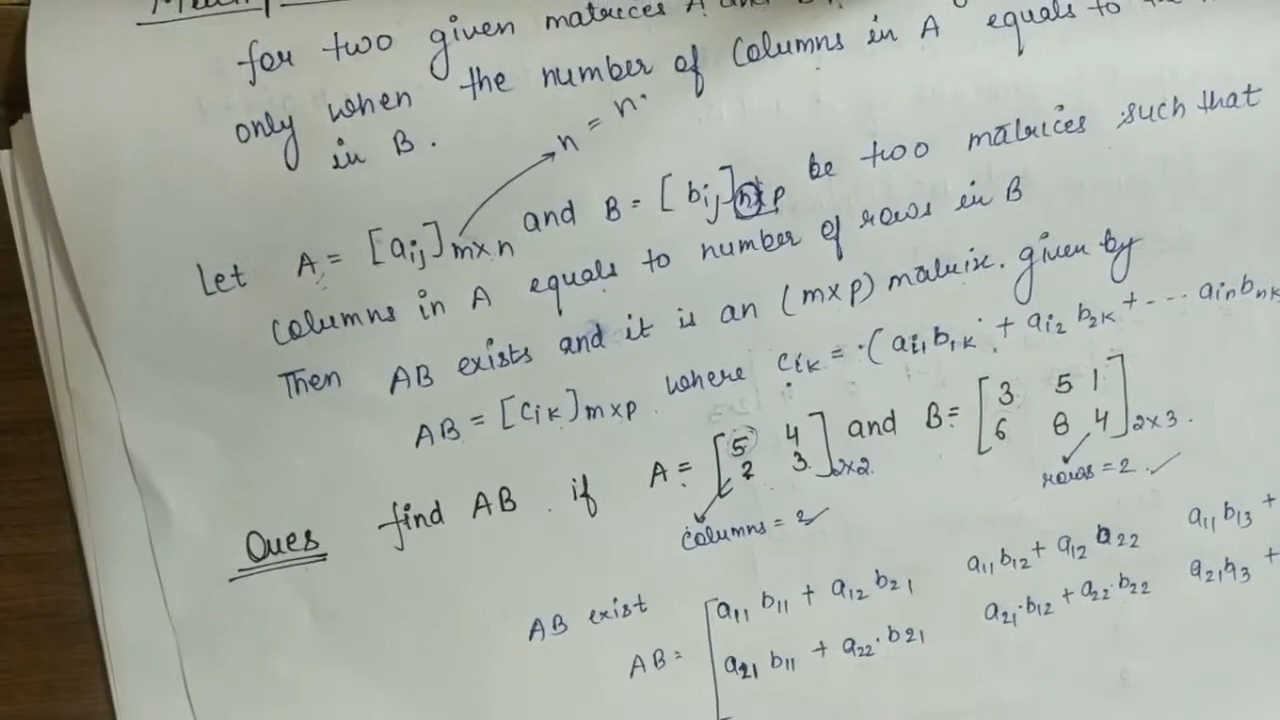 for two given matrices A and B,
only when the number of Columns in A equals to
in B.
n = n.
Let A = [aij]m×n and B = [bij]n×p be two matrices such that
Columns in A equals to number of rows in B
Then AB exists and it is an (m×p) matrix. given by
AB = [Cik]m×p where Cik = (ai1 b1k + ai2 b2k + --- ain bnk
Ques find AB if A = [5 4 and B = [3 5 1
2 3]2×2 6 8 4]2×3.
columns = 2 ✓ rows = 2 ✓
AB exist
AB = [a11 b11 + a12 b21 a11 b12 + a12 a22 a11 b13 +
a21 b11 + a22·b21 a21·b12 + a22·b22 a21 b3 +